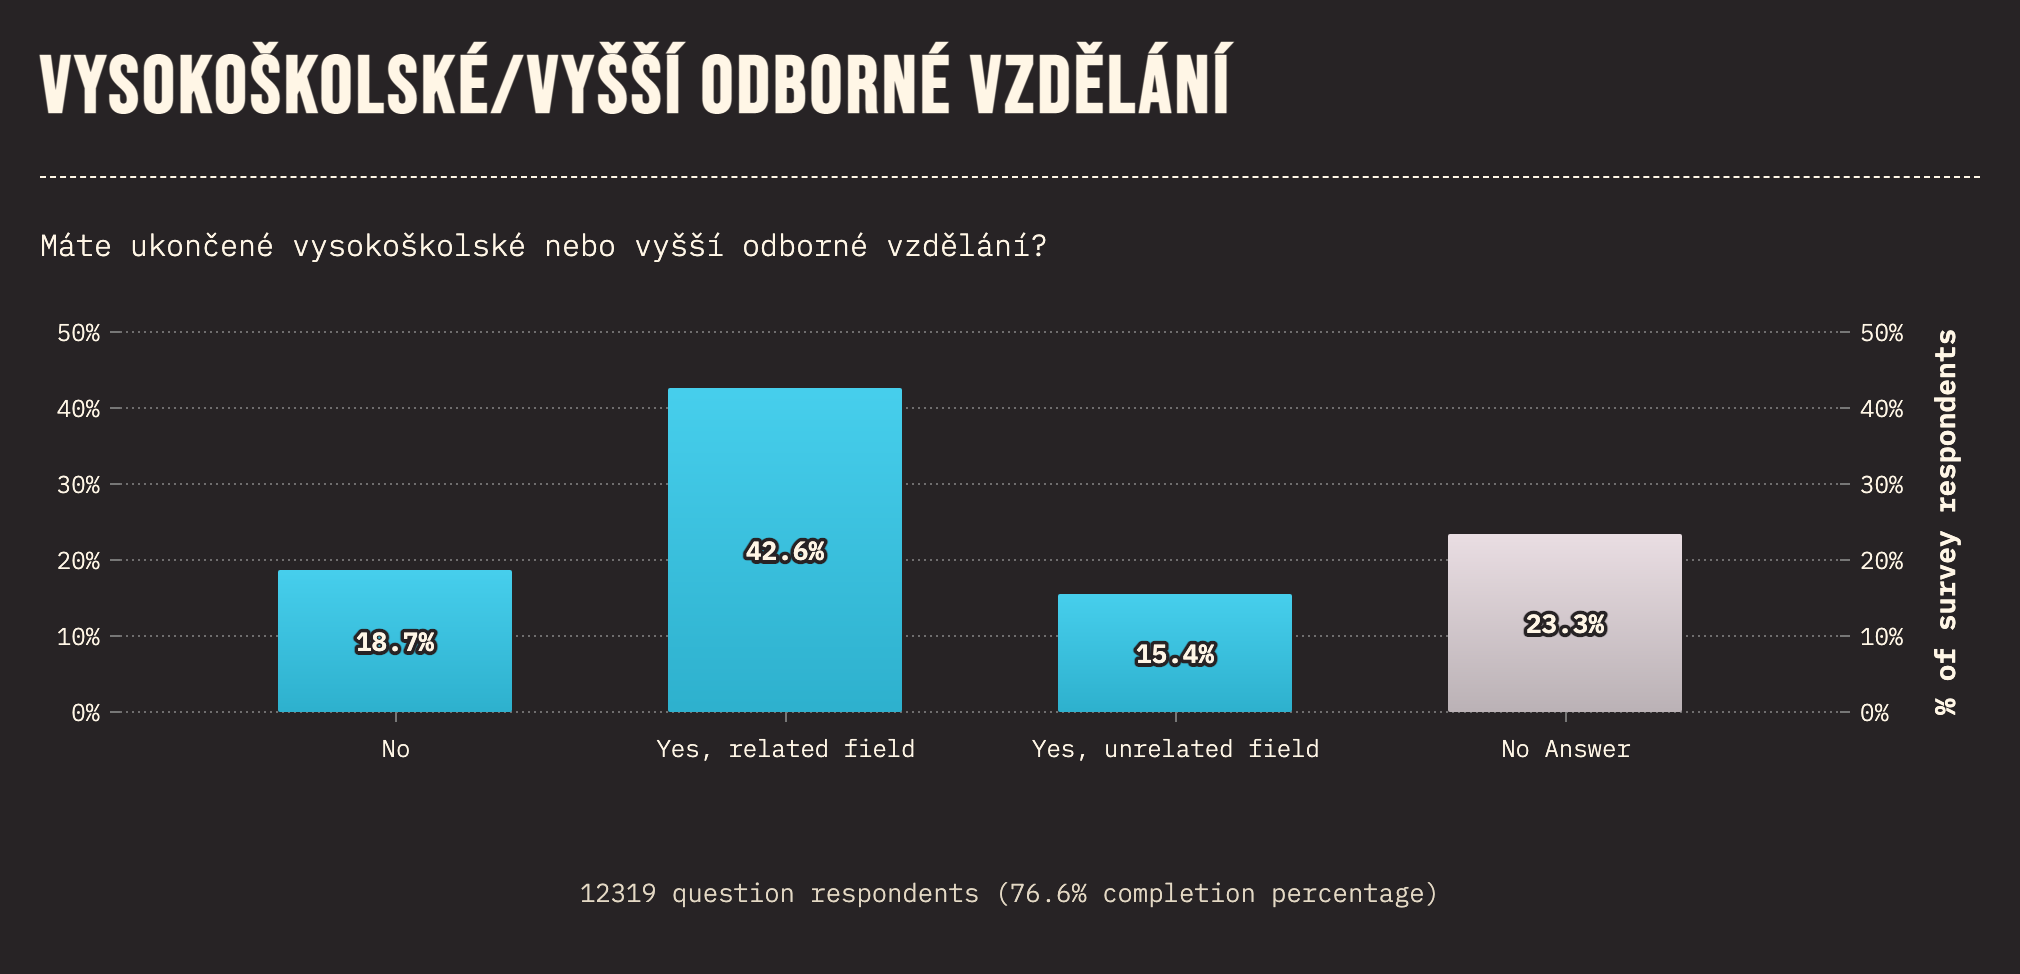 VYSOKOŠKOLSKÉ/VYŠŠÍ ODBORNÉ VZDĚLÁNÍ
Máte ukončené vysokoškolské nebo vyšší odborné vzdělání?
50% 50%
40% 40%
30% 30%
20% 20%
10% 10%
0% 0%
42.6%
23.3%
18.7%
15.4%
% of survey respondents
No Yes, related field Yes, unrelated field No Answer
12319 question respondents (76.6% completion percentage)